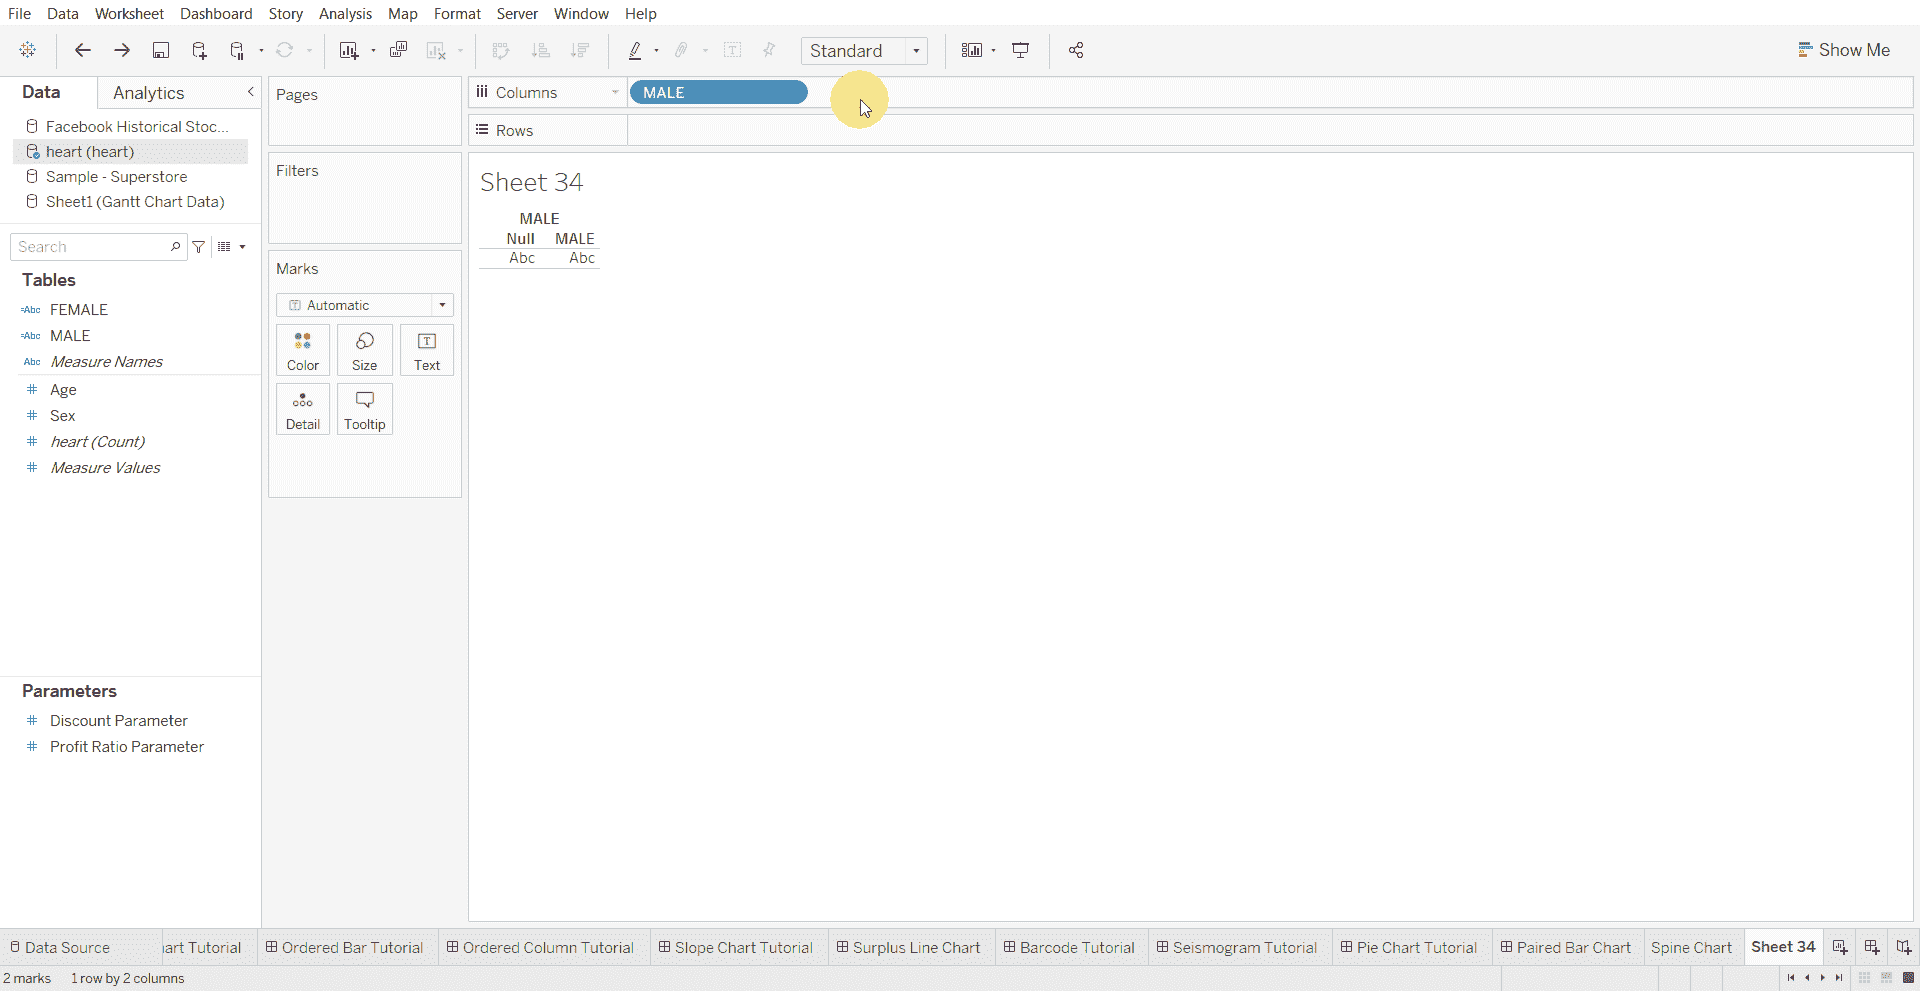 File Data Worksheet Dashboard Story Analysis Map Format Server Window Help
Standard
Show Me
Data Analytics
Facebook Historical Stoc...
heart (heart)
Sample - Superstore
Sheet1 (Gantt Chart Data)
Search
Tables
=Abc FEMALE
=Abc MALE
Abc Measure Names
# Age
# Sex
# heart (Count)
# Measure Values
Parameters
# Discount Parameter
# Profit Ratio Parameter
Pages
Filters
Marks
T Automatic
Color Size T Text
Detail Tooltip
Columns MALE
Rows
Sheet 34
MALE
Null MALE
Abc Abc
Data Source art Tutorial Ordered Bar Tutorial Ordered Column Tutorial Slope Chart Tutorial Surplus Line Chart Barcode Tutorial Seismogram Tutorial Pie Chart Tutorial Paired Bar Chart Spine Chart Sheet 34
2 marks 1 row by 2 columns